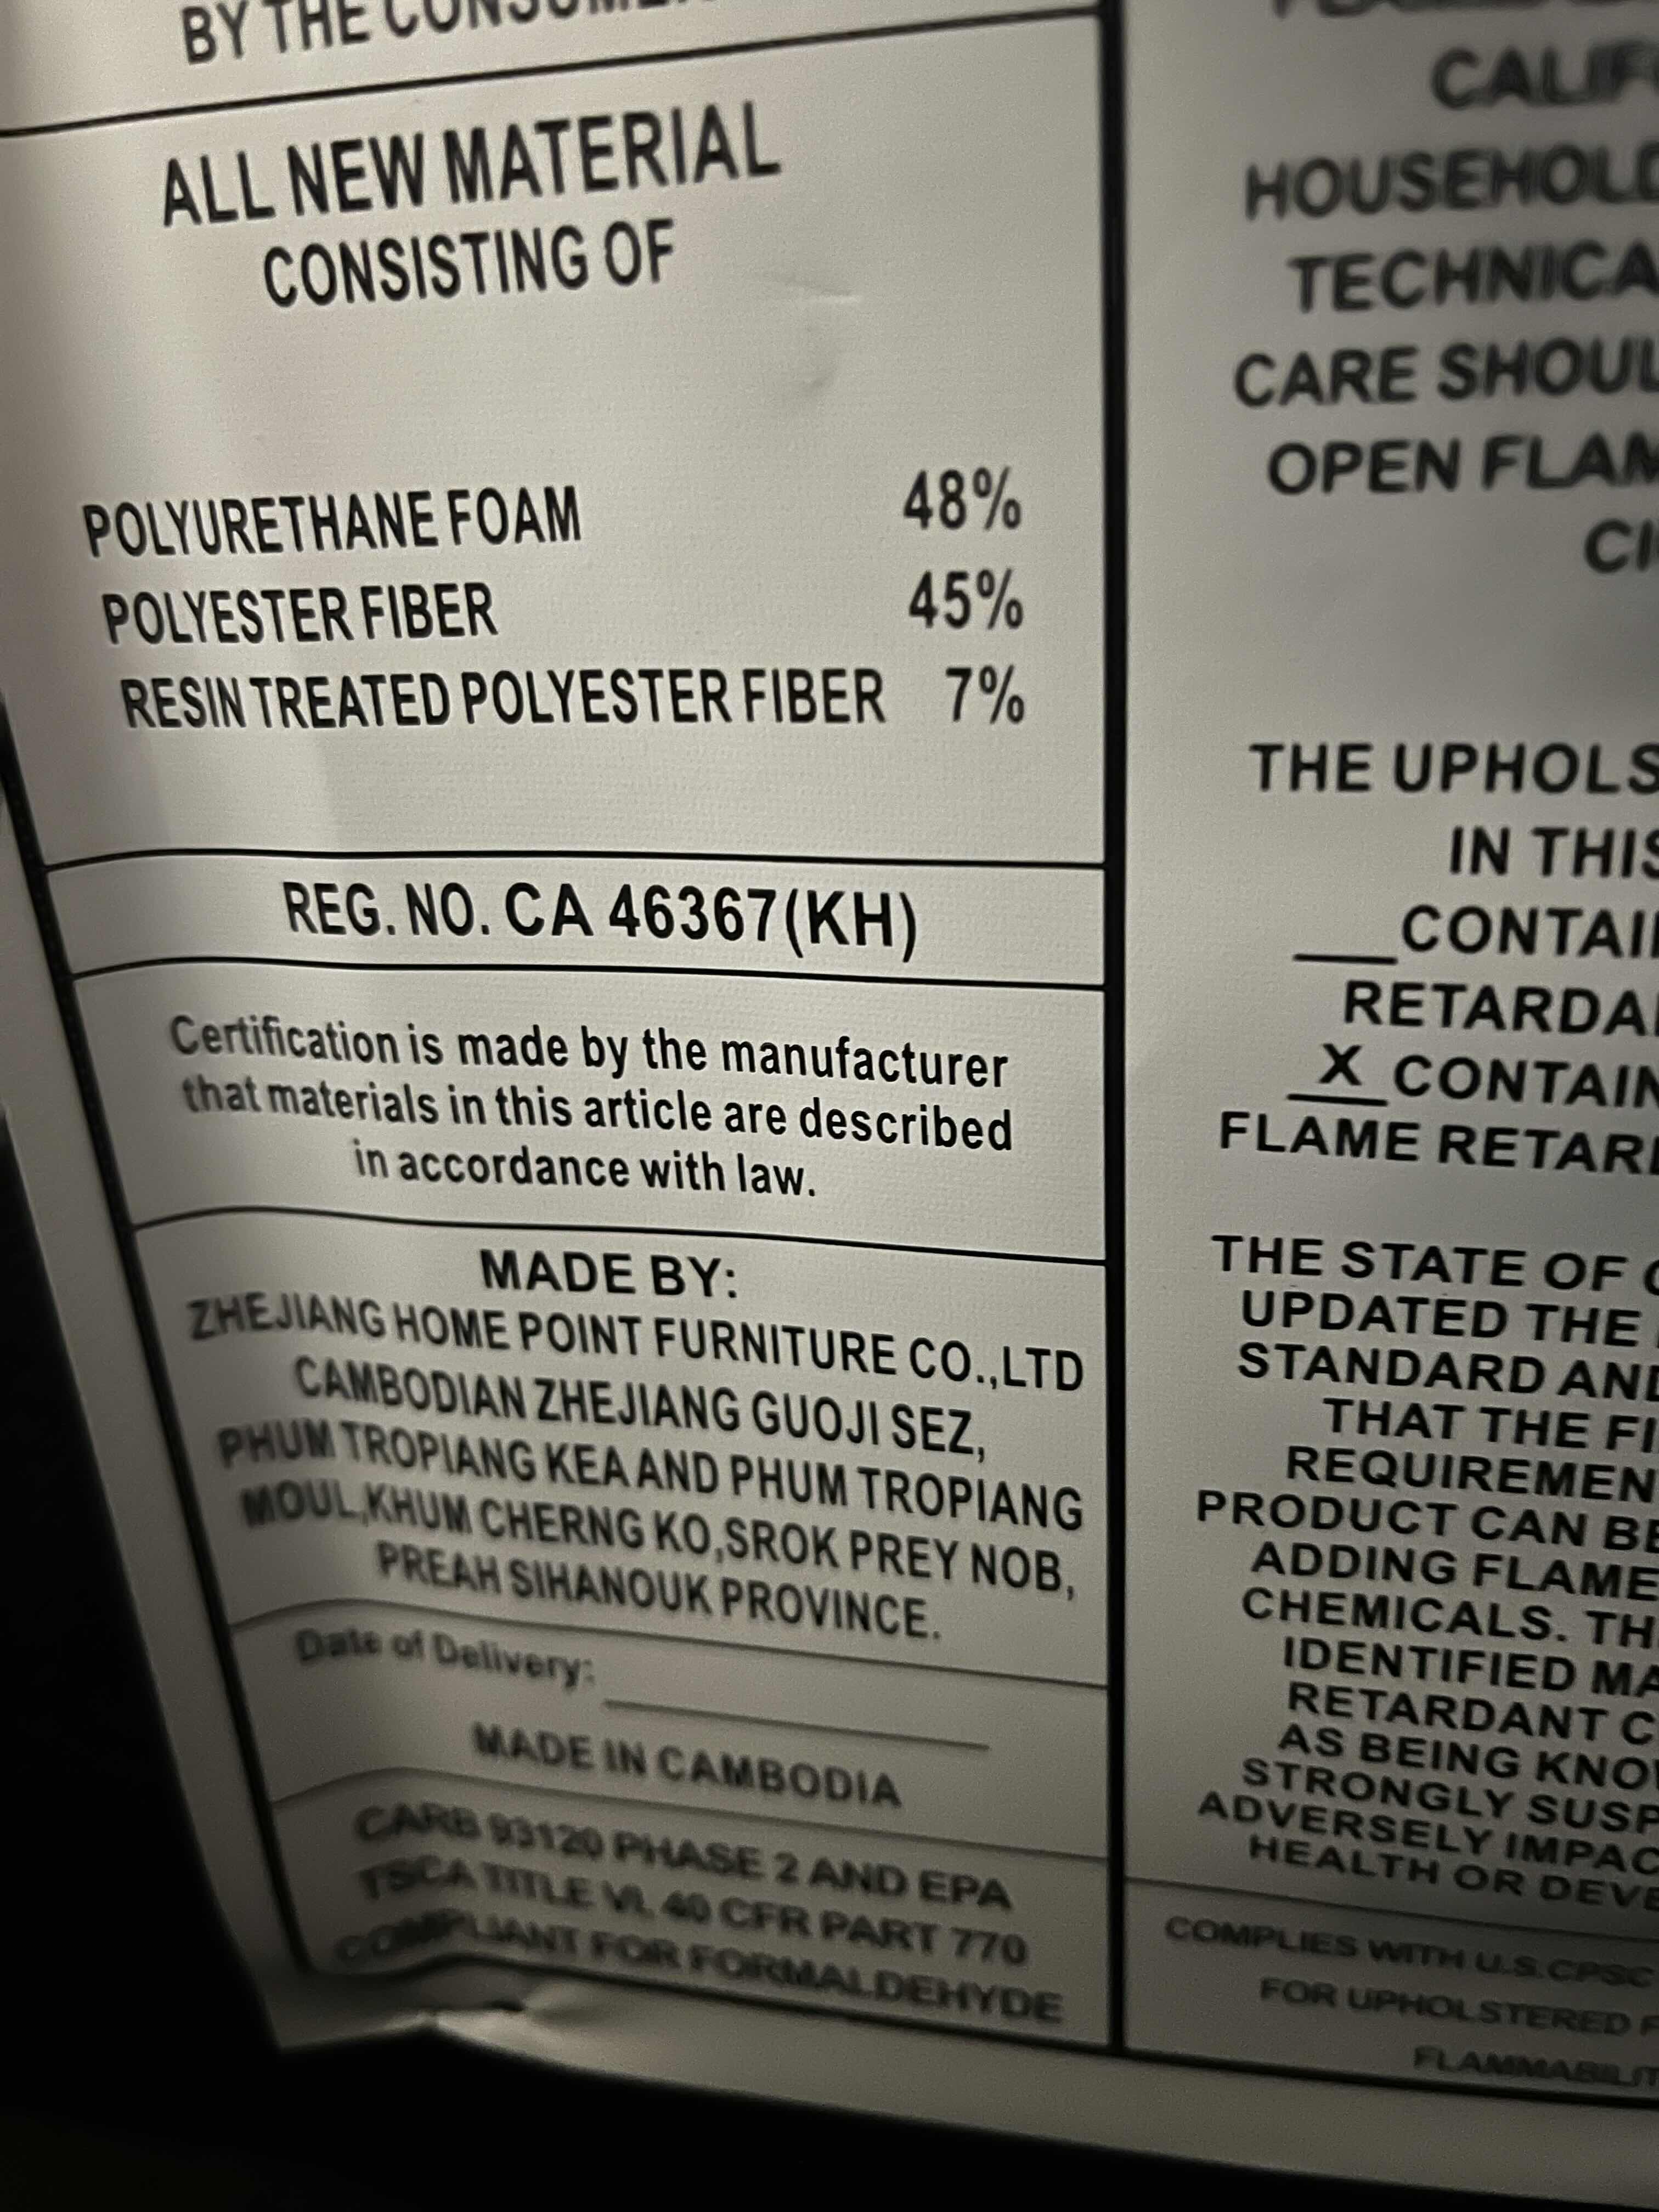 BY THE
ALL NEW MATERIAL
CONSISTING OF
POLYURETHANE FOAM 48%
POLYESTER FIBER 45%
RESIN TREATED POLYESTER FIBER 7%
REG. NO. CA 46367(KH)
Certification is made by the manufacturer
that materials in this article are described
in accordance with law.
MADE BY:
ZHEJIANG HOME POINT FURNITURE CO.,LTD
CAMBODIAN ZHEJIANG GUOJI SEZ,
PHUM TROPIANG KEA AND PHUM TROPIANG
MOUL,KHUM CHERNG KO,SROK PREY NOB,
PREAH SIHANOUK PROVINCE.
Date of Delivery:
MADE IN CAMBODIA
CARB 93120 PHASE 2 AND EPA
TSCA TITLE VI. 40 CFR PART 770
COMPLIANT FOR FORMALDEHYDE
CALIF
HOUSEHOLD
TECHNICA
CARE SHOUL
OPEN FLAM
CI
THE UPHOLS
IN THIS
___CONTAI
RETARDA
X CONTAIN
FLAME RETAR
THE STATE OF
UPDATED THE
STANDARD AND
THAT THE FI
REQUIREMEN
PRODUCT CAN BE
ADDING FLAME
CHEMICALS. TH
IDENTIFIED MA
RETARDANT C
AS BEING KNO
STRONGLY SUSP
ADVERSELY IMPAC
HEALTH OR DEVE
COMPLIES WITH U.S.CPSC
FOR UPHOLSTERED F
FLAMMABILIT